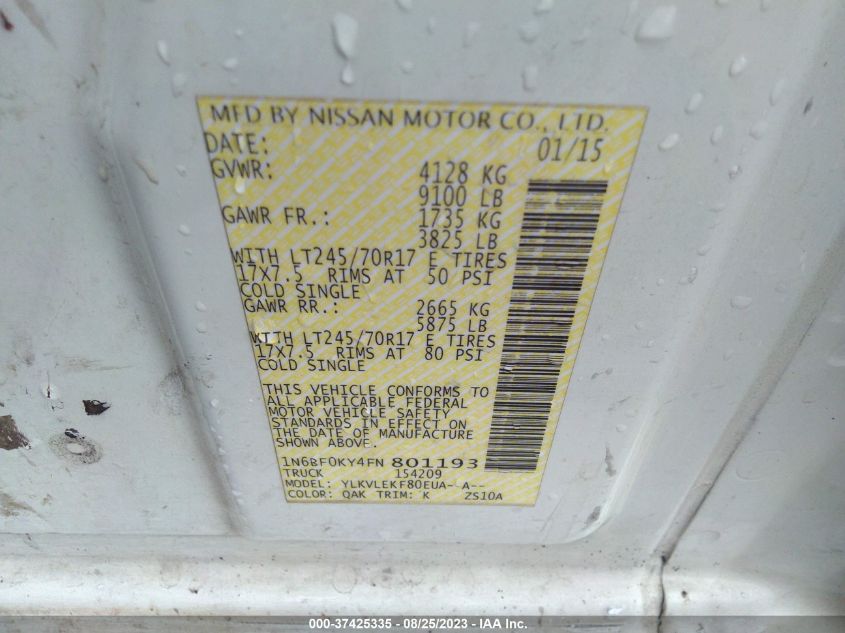 MFD BY NISSAN MOTOR CO., LTD.
DATE: 01/15
GVWR: 4128 KG
9100 LB
GAWR FR.: 1735 KG
3825 LB
WITH LT245/70R17 E TIRES
17X7.5 RIMS AT 50 PSI
COLD SINGLE
GAWR RR.: 2665 KG
5875 LB
WITH LT245/70R17 E TIRES
17X7.5 RIMS AT 80 PSI
COLD SINGLE
THIS VEHICLE CONFORMS TO
ALL APPLICABLE FEDERAL
MOTOR VEHICLE SAFETY
STANDARDS IN EFFECT ON
THE DATE OF MANUFACTURE
SHOWN ABOVE.
1N6BF0KY4FN 801193
TRUCK 154209
MODEL: YLKVLEKF80EUA--A--
COLOR: QAK TRIM: K ZS10A
000-37425335 - 08/25/2023 - IAA Inc.